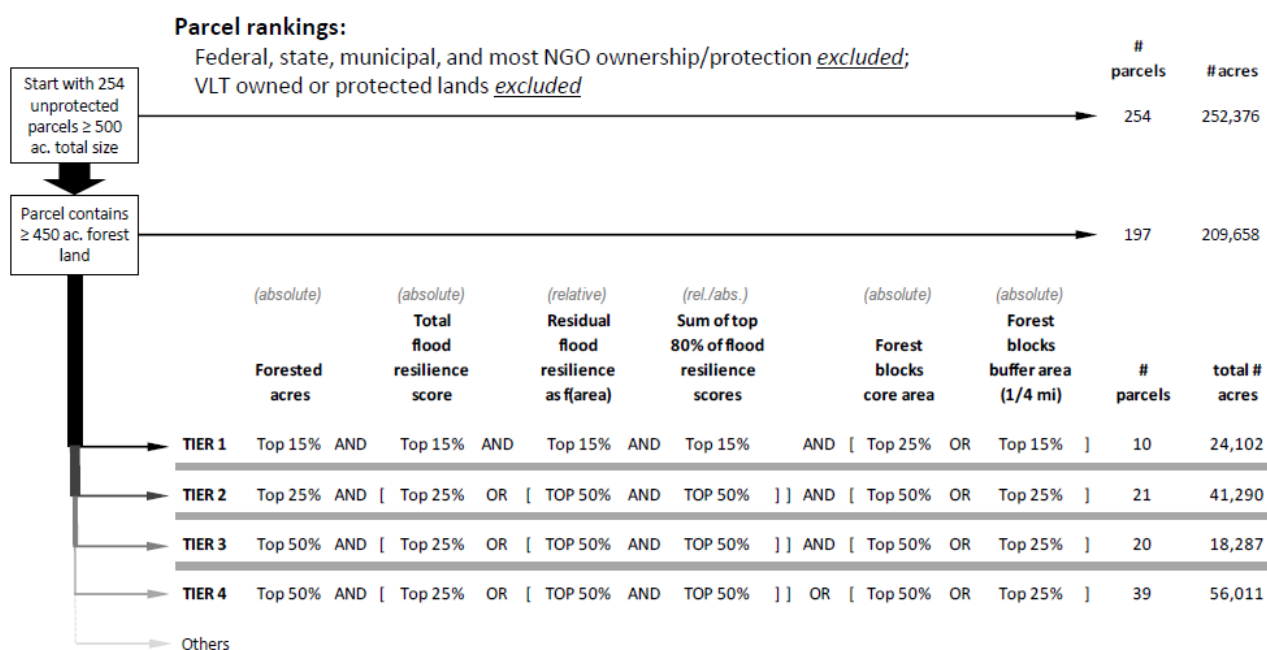 Parcel rankings:
Federal, state, municipal, and most NGO ownership/protection excluded;
VLT owned or protected lands excluded
#
parcels
# acres
Start with 254
unprotected
parcels ≥ 500
ac. total size
254 252,376
Parcel contains
≥ 450 ac. forest
land
197 209,658
(absolute) (absolute) (relative) (rel./abs.) (absolute) (absolute)
Forested
acres
Total
flood
resilience
score
Residual
flood
resilience
as f(area)
Sum of top
80% of flood
resilience
scores
Forest
blocks
core area
Forest
blocks
buffer area
(1/4 mi)
#
parcels
total #
acres
TIER 1 Top 15% AND Top 15% AND Top 15% AND Top 15% AND [ Top 25% OR Top 15% ] 10 24,102
TIER 2 Top 25% AND [ Top 25% OR [ TOP 50% AND TOP 50% ] ] AND [ Top 50% OR Top 25% ] 21 41,290
TIER 3 Top 50% AND [ Top 25% OR [ TOP 50% AND TOP 50% ] ] AND [ Top 50% OR Top 25% ] 20 18,287
TIER 4 Top 50% AND [ Top 25% OR [ TOP 50% AND TOP 50% ] ] OR [ Top 50% OR Top 25% ] 39 56,011
Others